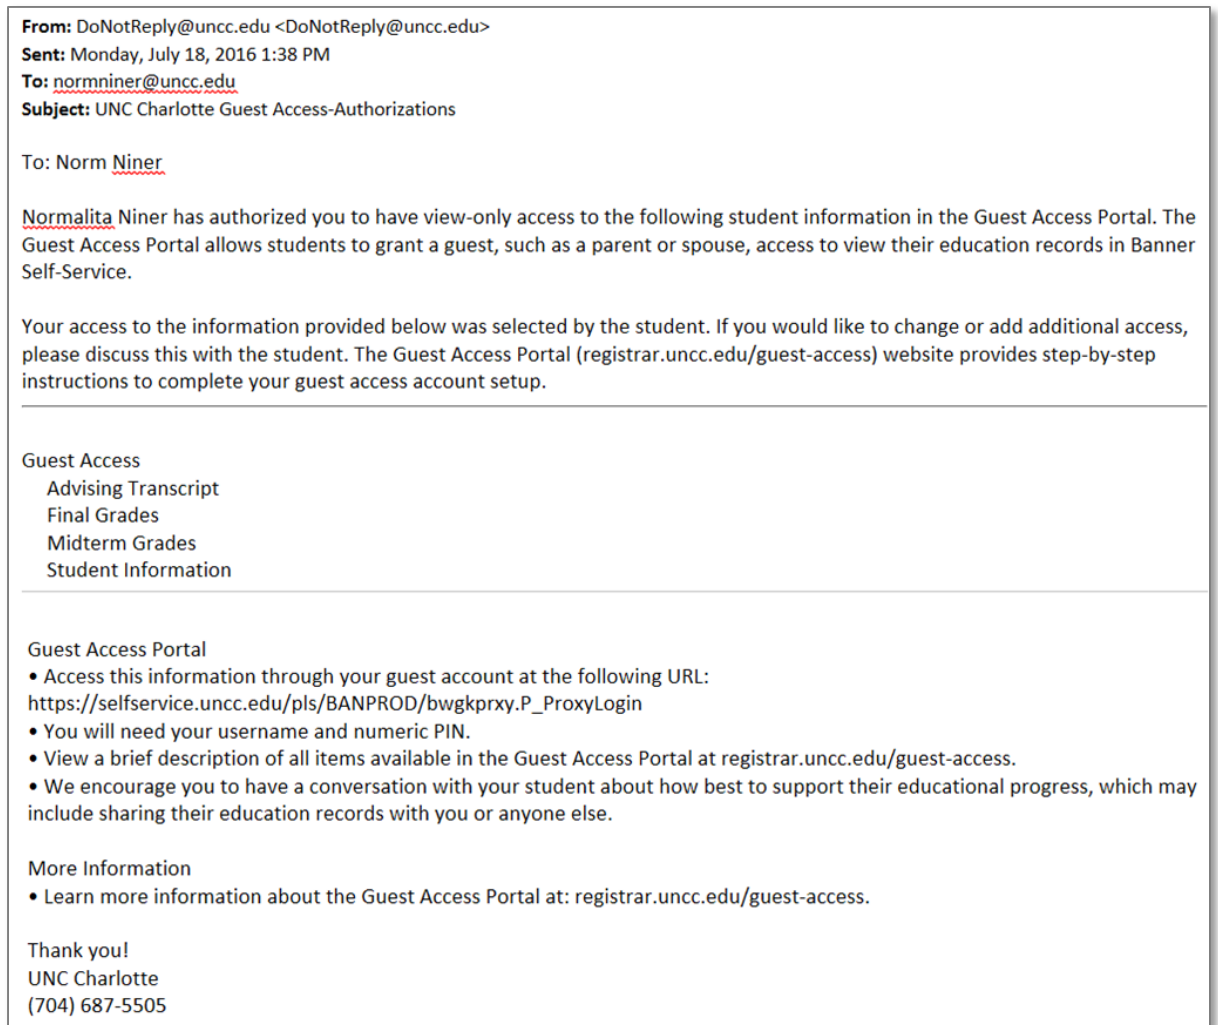 From: DoNotReply@uncc.edu <DoNotReply@uncc.edu>
Sent: Monday, July 18, 2016 1:38 PM
To: normniner@uncc.edu
Subject: UNC Charlotte Guest Access-Authorizations
To: Norm Niner
Normalita Niner has authorized you to have view-only access to the following student information in the Guest Access Portal. The
Guest Access Portal allows students to grant a guest, such as a parent or spouse, access to view their education records in Banner
Self-Service.
Your access to the information provided below was selected by the student. If you would like to change or add additional access,
please discuss this with the student. The Guest Access Portal (registrar.uncc.edu/guest-access) website provides step-by-step
instructions to complete your guest access account setup.
Guest Access
Advising Transcript
Final Grades
Midterm Grades
Student Information
Guest Access Portal
• Access this information through your guest account at the following URL:
https://selfservice.uncc.edu/pls/BANPROD/bwgkprxy.P_ProxyLogin
• You will need your username and numeric PIN.
• View a brief description of all items available in the Guest Access Portal at registrar.uncc.edu/guest-access.
• We encourage you to have a conversation with your student about how best to support their educational progress, which may
include sharing their education records with you or anyone else.
More Information
• Learn more information about the Guest Access Portal at: registrar.uncc.edu/guest-access.
Thank you!
UNC Charlotte
(704) 687-5505